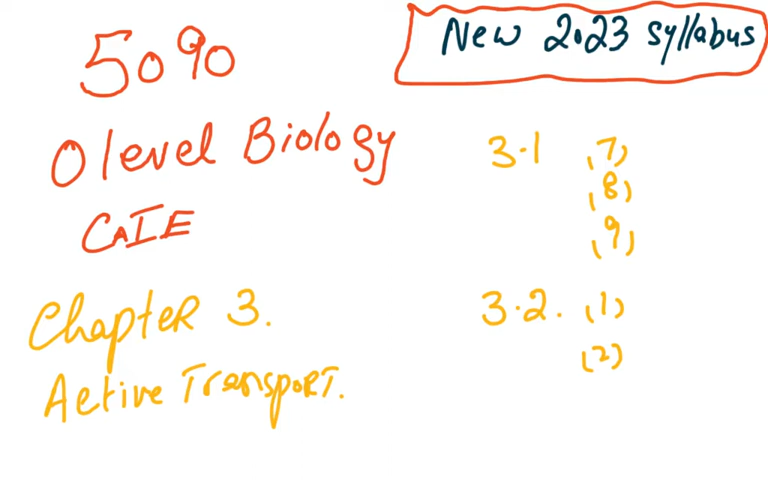 New 2023 syllabus
5090
O level Biology
CAIE
3.1 (7)
(8)
(9)
Chapter 3.
Active Transport.
3.2. (1)
(2)